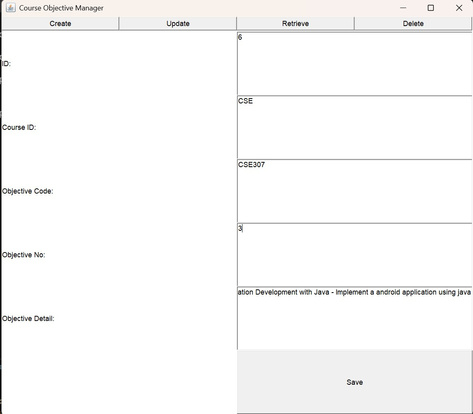 Course Objective Manager
Create Update Retrieve Delete
ID: 6
Course ID: CSE
Objective Code: CSE307
Objective No: 3
Objective Detail: ation Development with Java - Implement a android application using java
Save